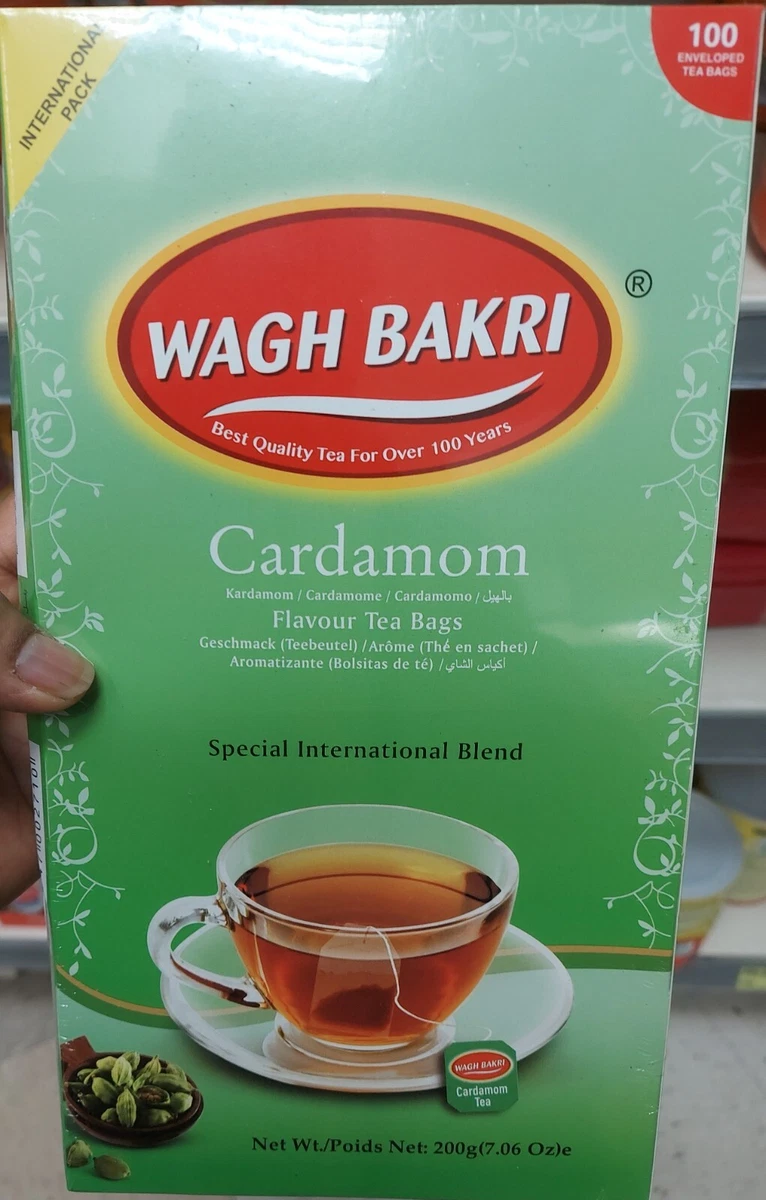 INTERNATIONAL
PACK
100
ENVELOPED
TEA BAGS
®
WAGH BAKRI
Best Quality Tea For Over 100 Years
Cardamom
Kardamom / Cardamome / Cardamomo / بالهيل
Flavour Tea Bags
Geschmack (Teebeutel) / Arôme (Thé en sachet) /
Aromatizante (Bolsitas de té) / أكياس الشاي
Special International Blend
WAGH BAKRI
Cardamom
Tea
Net Wt./Poids Net: 200g(7.06 Oz)e